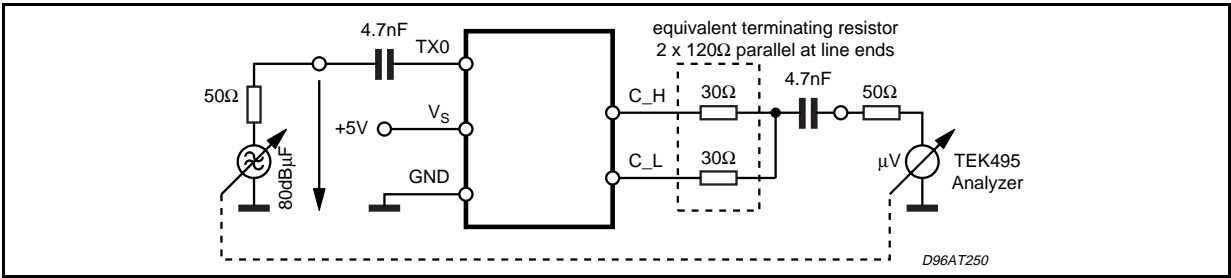 equivalent terminating resistor
2 x 120Ω parallel at line ends
4.7nF
TX0
50Ω
80dBµF
+5V
VS
GND
C_H
30Ω
C_L
30Ω
4.7nF
50Ω
µV
TEK495
Analyzer
D96AT250